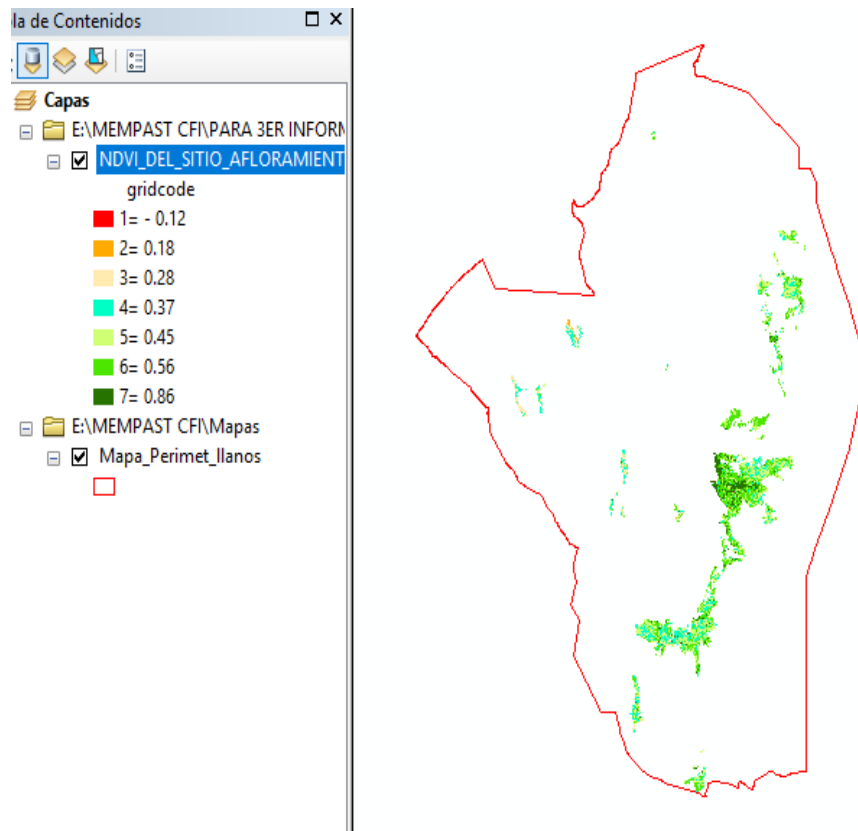 la de Contenidos
Capas
E:\MEMPAST CFI\PARA 3ER INFORM
NDVI_DEL_SITIO_AFLORAMIENT
gridcode
1= - 0.12
2= 0.18
3= 0.28
4= 0.37
5= 0.45
6= 0.56
7= 0.86
E:\MEMPAST CFI\Mapas
Mapa_Perimet_llanos